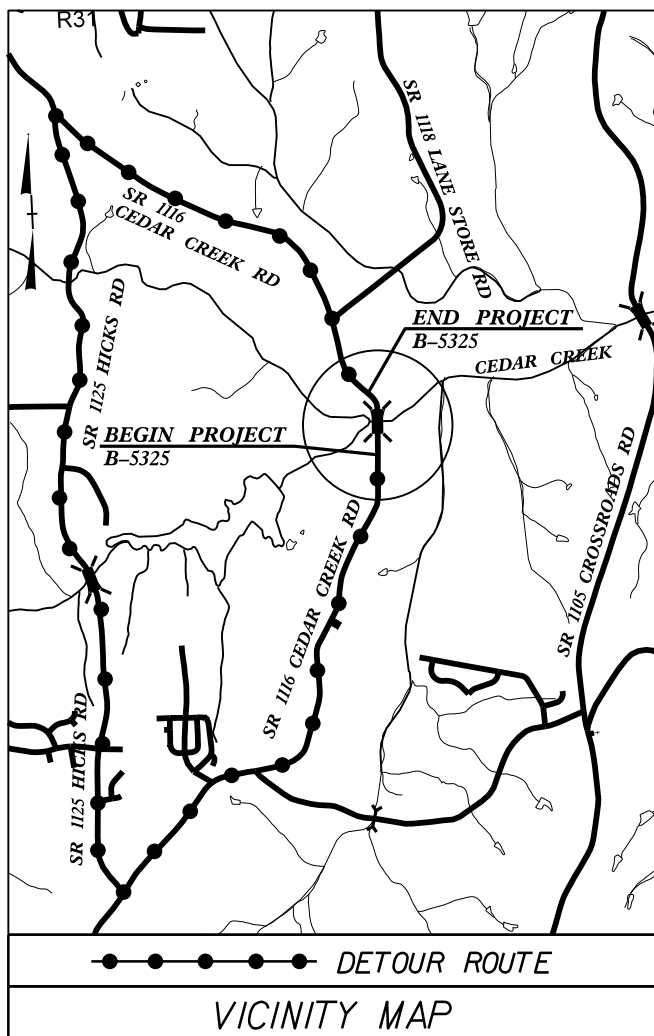 R31
SR 1118 LANE STORE RD
SR 1116
CEDAR CREEK RD
SR 1125 HICKS RD
END PROJECT
B–5325
CEDAR CREEK
BEGIN PROJECT
B–5325
SR 1105 CROSSROADS RD
SR 1116 CEDAR CREEK RD
SR 1125 HICKS RD
DETOUR ROUTE
VICINITY MAP